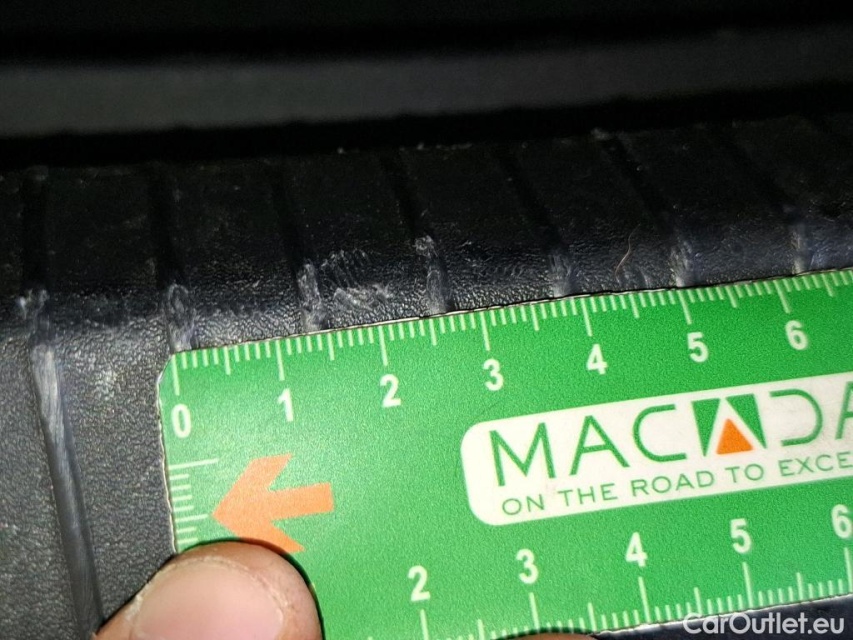 0 1 2 3 4 5 6
MACADA
ON THE ROAD TO EXCE
2 3 4 5 6
CarOutlet.eu